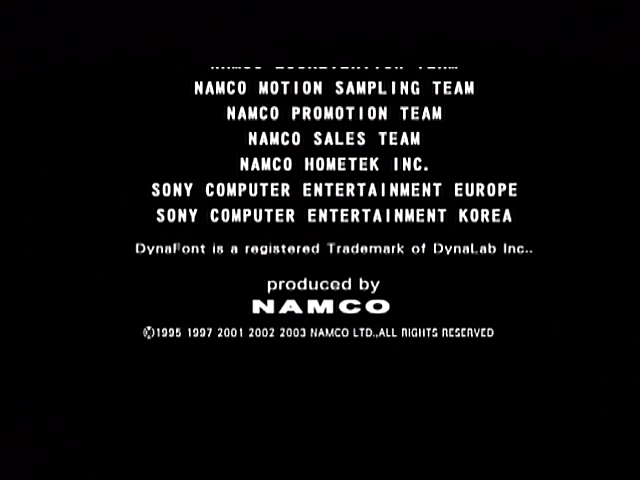 NAMCO MOTION SAMPLING TEAM
NAMCO PROMOTION TEAM
NAMCO SALES TEAM
NAMCO HOMETEK INC.
SONY COMPUTER ENTERTAINMENT EUROPE
SONY COMPUTER ENTERTAINMENT KOREA
DynaFont is a registered Trademark of DynaLab Inc..
produced by
NAMCO
©1995 1997 2001 2002 2003 NAMCO LTD.,ALL RIGHTS RESERVED